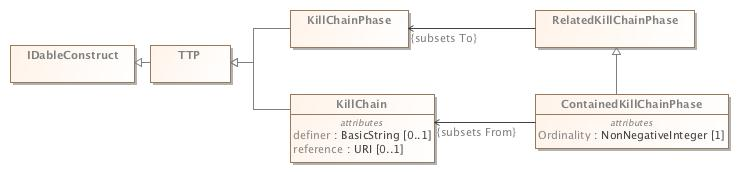 KillChainPhase
RelatedKillChainPhase
{subsets To}
IDableConstruct
TTP
KillChain
attributes
definer : BasicString [0..1]
reference : URI [0..1]
{subsets From}
ContainedKillChainPhase
attributes
Ordinality : NonNegativeInteger [1]